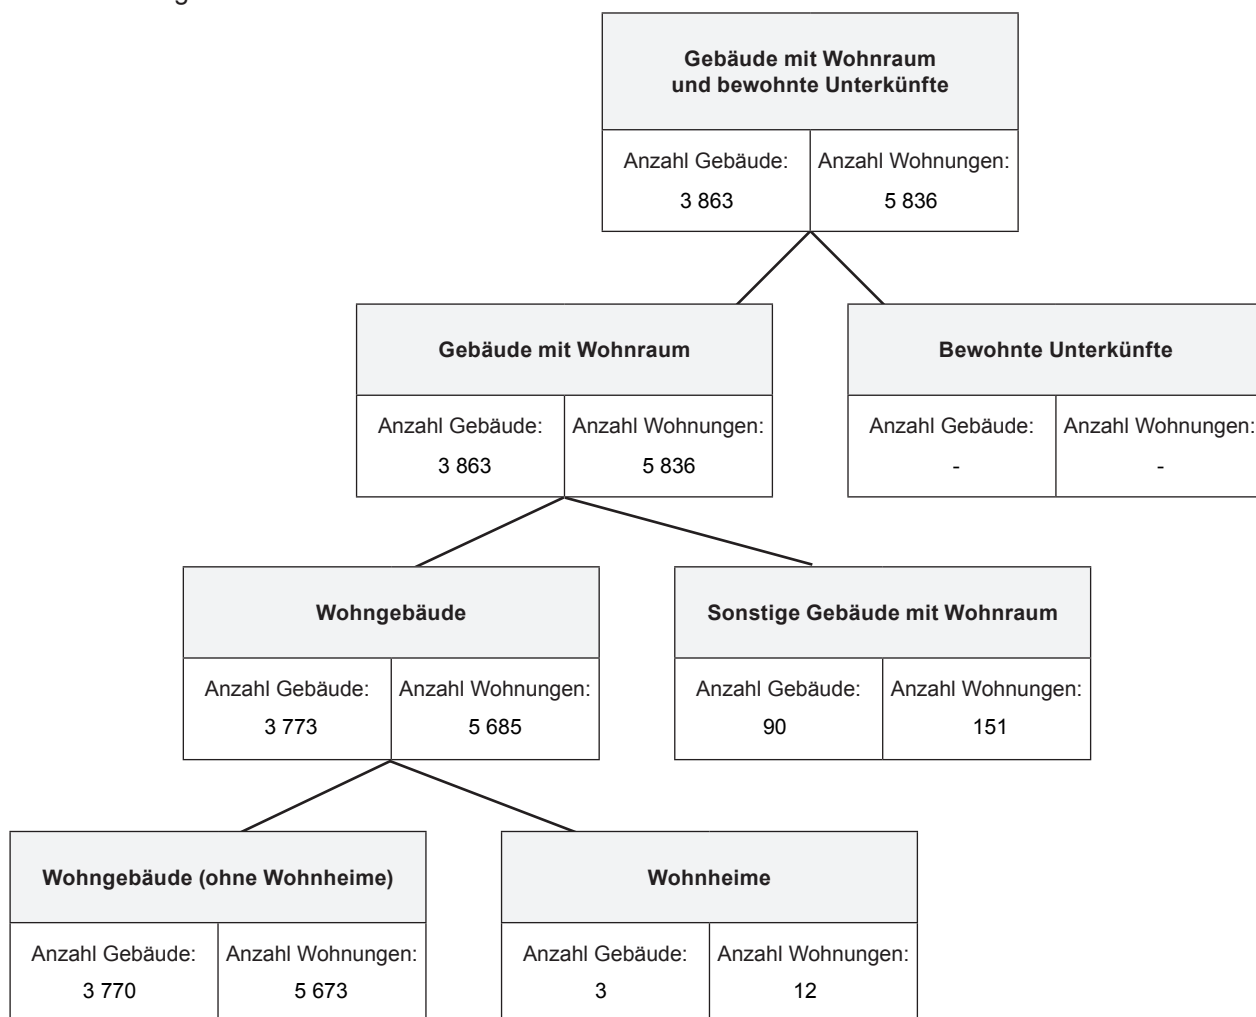 Gebäude mit Wohnraum
und bewohnte Unterkünfte
Anzahl Gebäude: Anzahl Wohnungen:
3 863 5 836
Gebäude mit Wohnraum
Bewohnte Unterkünfte
Anzahl Gebäude: Anzahl Wohnungen:
3 863 5 836
Anzahl Gebäude: Anzahl Wohnungen:
- -
Wohngebäude
Sonstige Gebäude mit Wohnraum
Anzahl Gebäude: Anzahl Wohnungen:
3 773 5 685
Anzahl Gebäude: Anzahl Wohnungen:
90 151
Wohngebäude (ohne Wohnheime)
Wohnheime
Anzahl Gebäude: Anzahl Wohnungen:
3 770 5 673
Anzahl Gebäude: Anzahl Wohnungen:
3 12